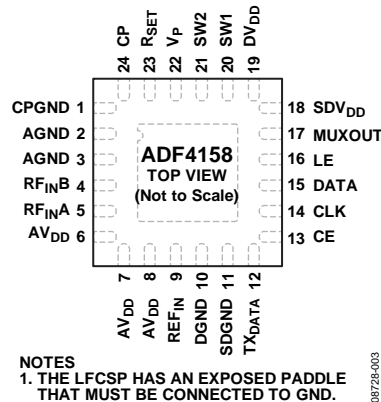 24 CP
23 RSET
22 VP
21 SW2
20 SW1
19 DVDD
CPGND 1
AGND 2
AGND 3
RFINB 4
RFINA 5
AVDD 6
ADF4158
TOP VIEW
(Not to Scale)
18 SDVDD
17 MUXOUT
16 LE
15 DATA
14 CLK
13 CE
AVDD 7
AVDD 8
REFIN 9
DGND 10
SDGND 11
TXDATA 12
NOTES
1. THE LFCSP HAS AN EXPOSED PADDLE
THAT MUST BE CONNECTED TO GND.
08728-003